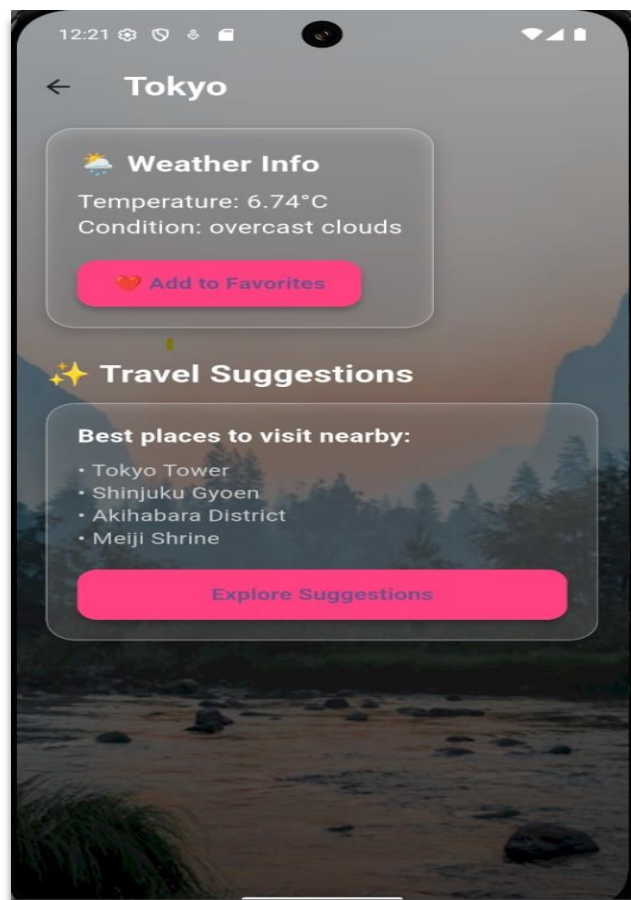 12:21
Tokyo
🌦️ Weather Info
Temperature: 6.74°C
Condition: overcast clouds
❤️ Add to Favorites
✨ Travel Suggestions
Best places to visit nearby:
• Tokyo Tower
• Shinjuku Gyoen
• Akihabara District
• Meiji Shrine
Explore Suggestions